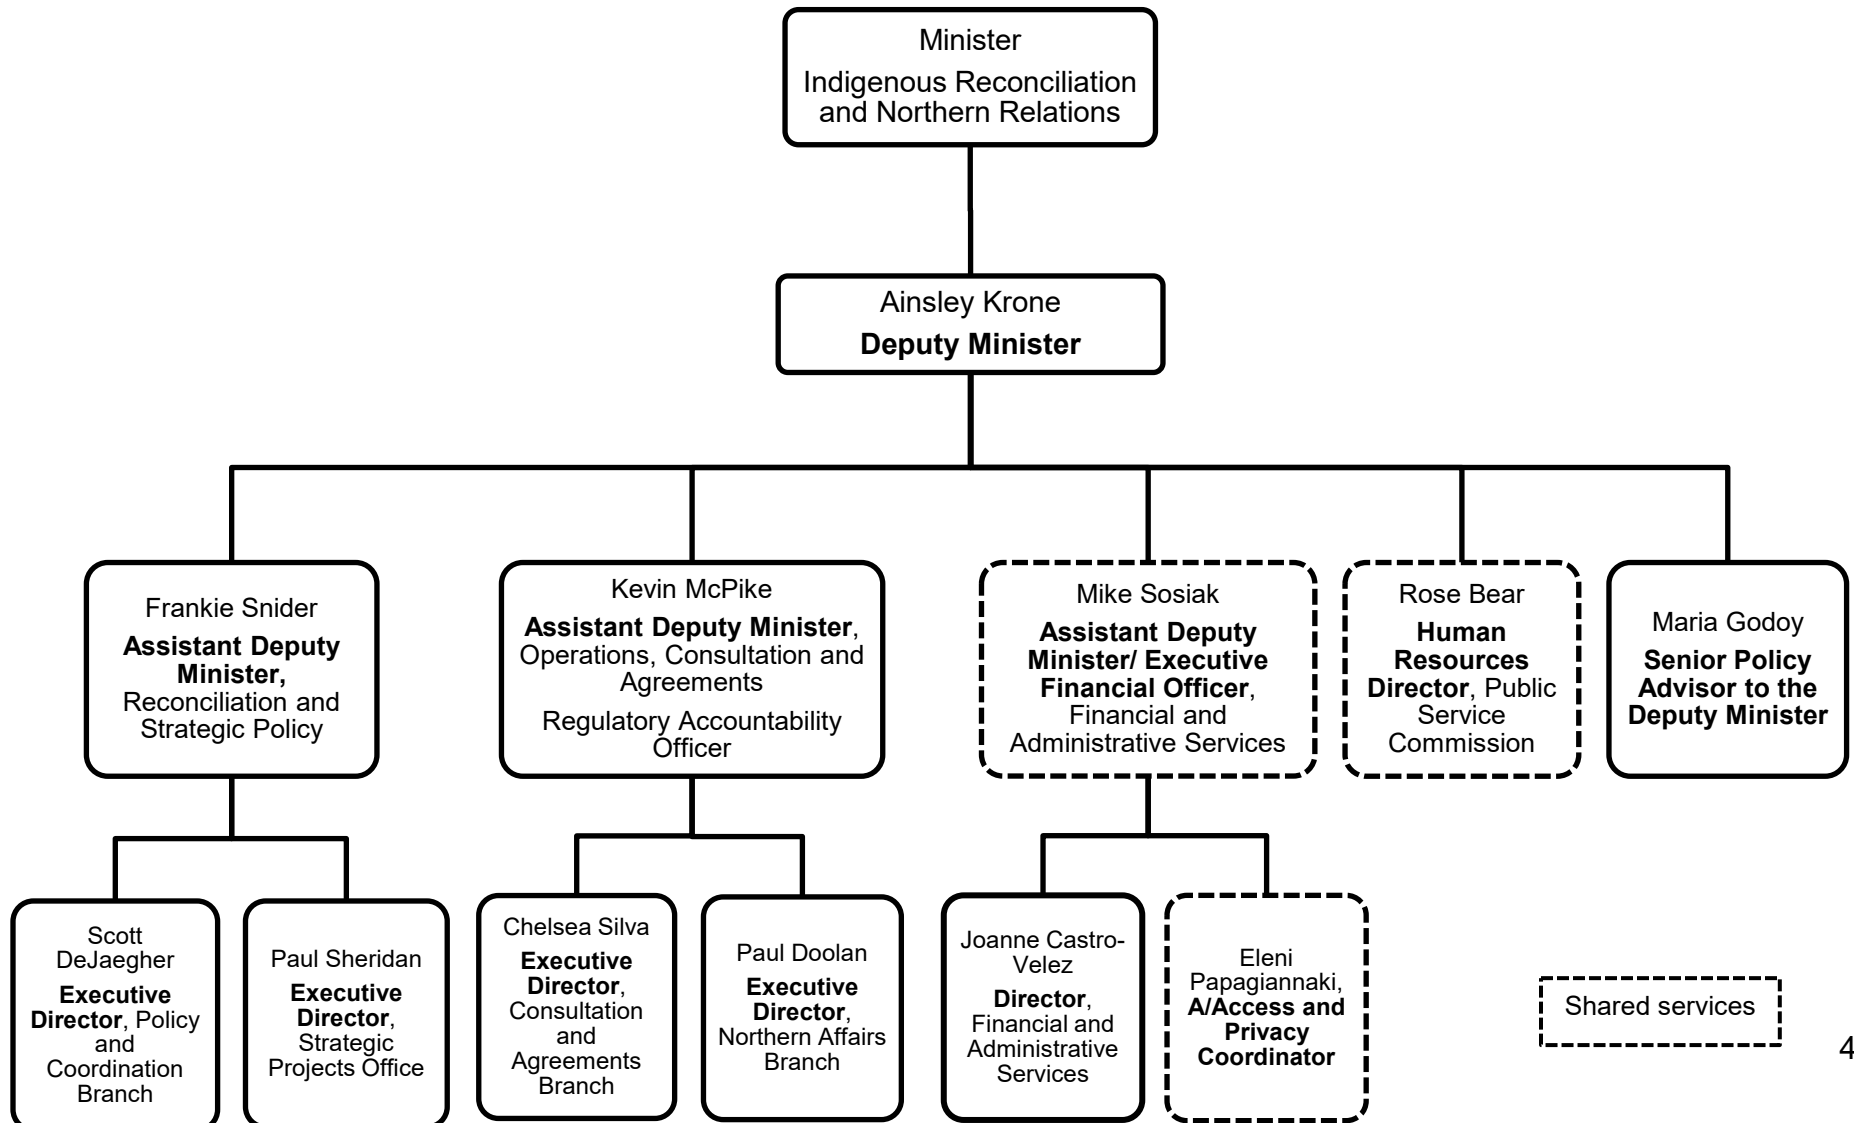 Minister
Indigenous Reconciliation
and Northern Relations
Ainsley Krone
Deputy Minister
Frankie Snider
Assistant Deputy
Minister,
Reconciliation and
Strategic Policy
Kevin McPike
Assistant Deputy Minister,
Operations, Consultation and
Agreements
Regulatory Accountability
Officer
Mike Sosiak
Assistant Deputy
Minister/ Executive
Financial Officer,
Financial and
Administrative Services
Rose Bear
Human
Resources
Director, Public
Service
Commission
Maria Godoy
Senior Policy
Advisor to the
Deputy Minister
Scott
DeJaegher
Executive
Director, Policy
and
Coordination
Branch
Paul Sheridan
Executive
Director,
Strategic
Projects Office
Chelsea Silva
Executive
Director,
Consultation
and
Agreements
Branch
Paul Doolan
Executive
Director,
Northern Affairs
Branch
Joanne Castro-
Velez
Director,
Financial and
Administrative
Services
Eleni
Papagiannaki,
A/Access and
Privacy
Coordinator
Shared services
4